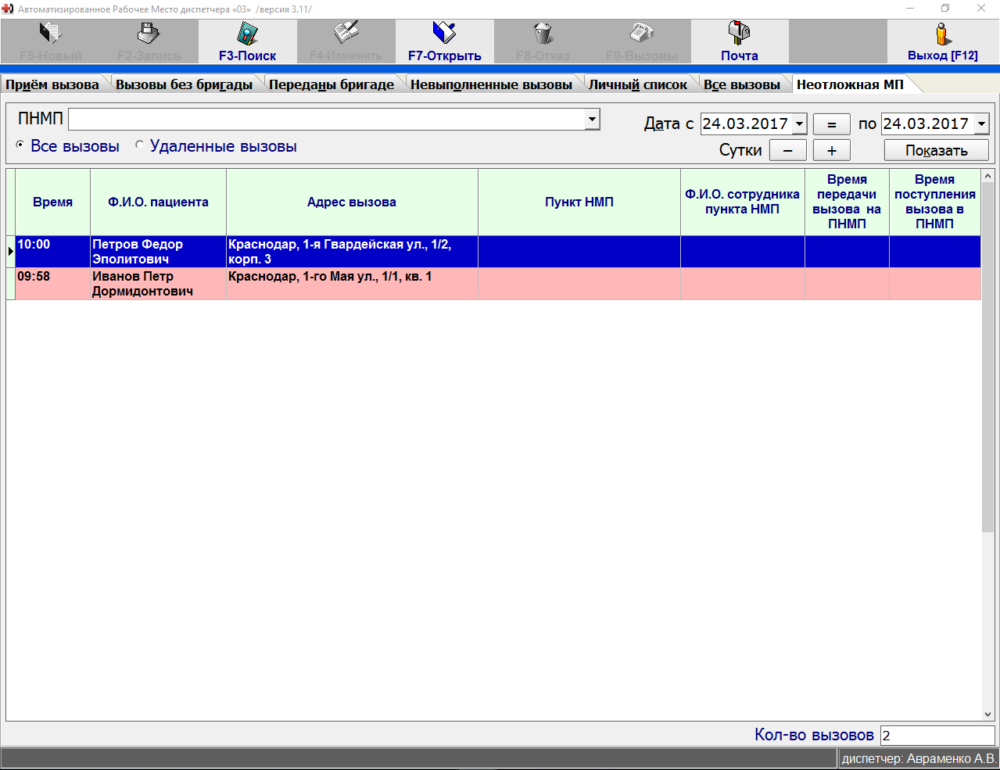 Автоматизированное Рабочее Место диспетчера «03» /версия 3.11/
F5-Новый F2-Запись F3-Поиск F4-Изменить F7-Открыть F8-Отказ F9-Вызовы Почта Выход [F12]
Приём вызова Вызовы без бригады Переданы бригаде Невыполненные вызовы Личный список Все вызовы Неотложная МП
ПНМП Дата с 24.03.2017 = по 24.03.2017
Все вызовы Удаленные вызовы Сутки − + Показать
Время Ф.И.О. пациента Адрес вызова Пункт НМП Ф.И.О. сотрудника пункта НМП Время передачи вызова на ПНМП Время поступления вызова в ПНМП
10:00 Петров Федор Краснодар, 1-я Гвардейская ул., 1/2,
Эполитович корп. 3
09:58 Иванов Петр Краснодар, 1-го Мая ул., 1/1, кв. 1
Дормидонтович
Кол-во вызовов 2
диспетчер: Авраменко А.В.